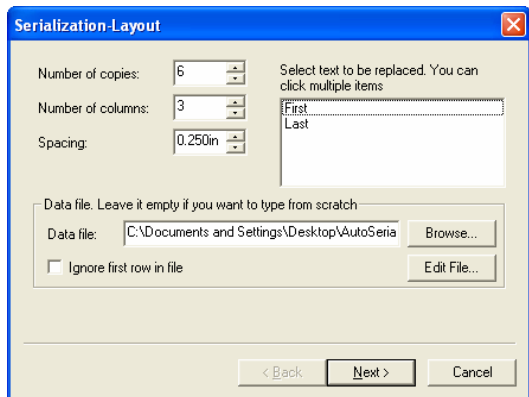 Serialization-Layout
Number of copies: 6
Number of columns: 3
Spacing: 0.250in
Select text to be replaced. You can
click multiple items
First
Last
Data file. Leave it empty if you want to type from scratch
Data file: C:\Documents and Settings\Desktop\AutoSeria Browse...
Ignore first row in file Edit File...
< Back Next > Cancel